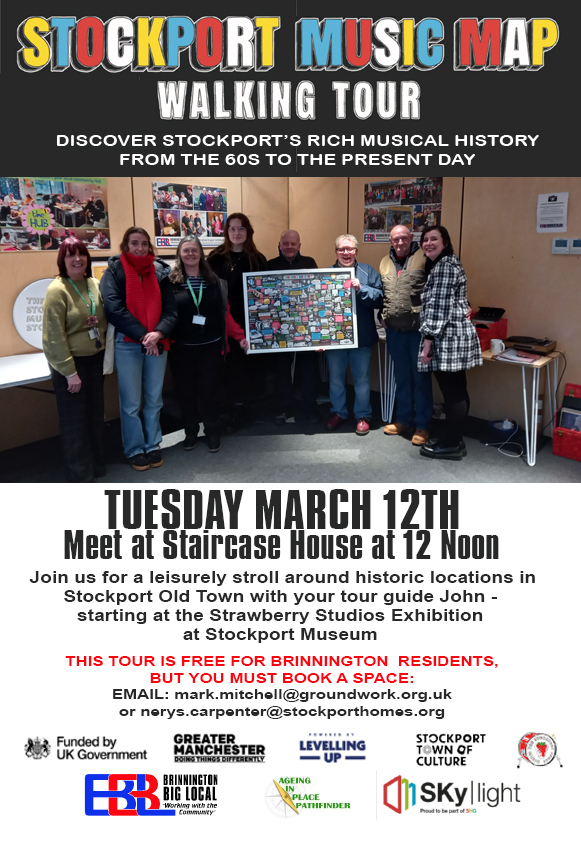 STOCKPORT MUSIC MAP
WALKING TOUR
DISCOVER STOCKPORT'S RICH MUSICAL HISTORY
FROM THE 60S TO THE PRESENT DAY
TUESDAY MARCH 12TH
Meet at Staircase House at 12 Noon
Join us for a leisurely stroll around historic locations in
Stockport Old Town with your tour guide John -
starting at the Strawberry Studios Exhibition
at Stockport Museum
THIS TOUR IS FREE FOR BRINNINGTON RESIDENTS,
BUT YOU MUST BOOK A SPACE:
EMAIL: mark.mitchell@groundwork.org.uk
or nerys.carpenter@stockporthomes.org
Funded by
UK Government
GREATER
MANCHESTER
DOING THINGS DIFFERENTLY
POWERED BY
LEVELLING
UP
STOCKPORT
TOWN OF
CULTURE
BBL
BRINNINGTON
BIG LOCAL
"Working with the
Community"
AGEING
IN
PLACE
PATHFINDER
SKy|light
Proud to be part of SHG